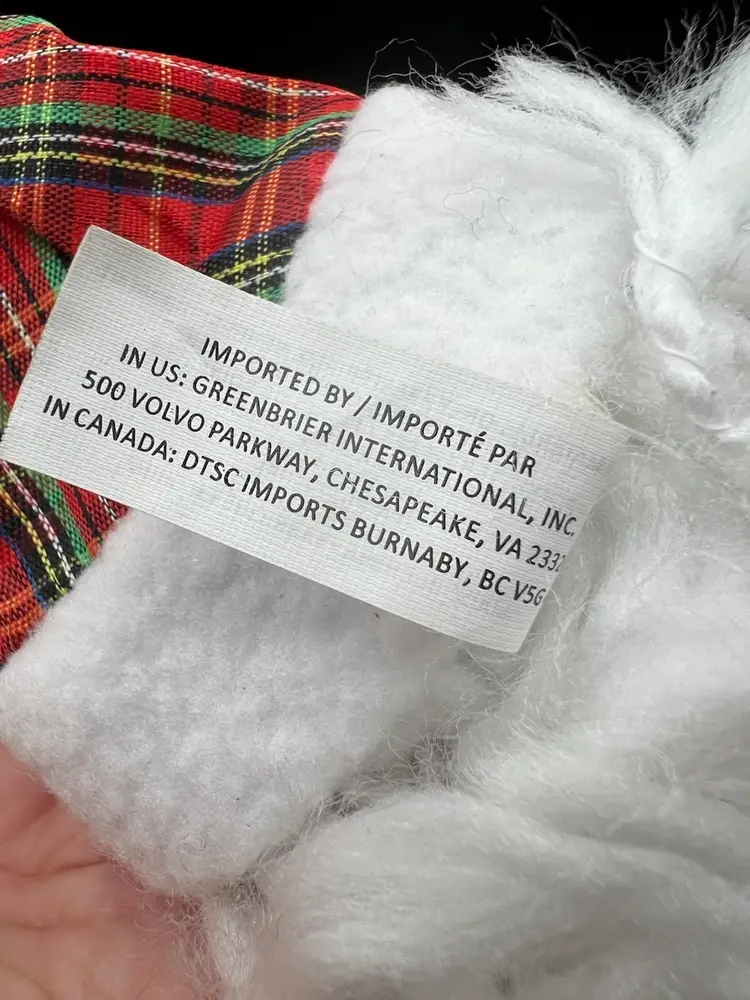 IMPORTED BY / IMPORTÉ PAR
IN US: GREENBRIER INTERNATIONAL, INC.
500 VOLVO PARKWAY, CHESAPEAKE, VA
IN CANADA: DTSC IMPORTS BURNABY, BC V5G